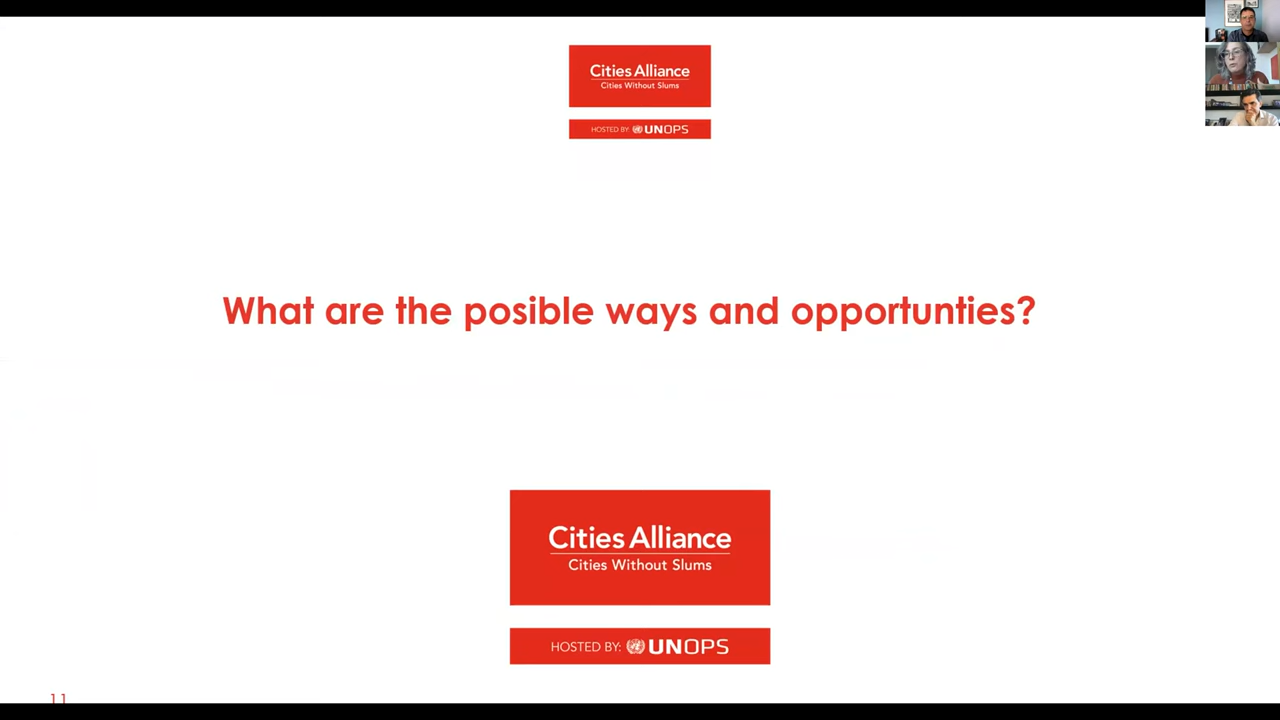 Cities Alliance
Cities Without Slums
HOSTED BY: UNOPS
What are the posible ways and opportunties?
Cities Alliance
Cities Without Slums
HOSTED BY: UNOPS
11